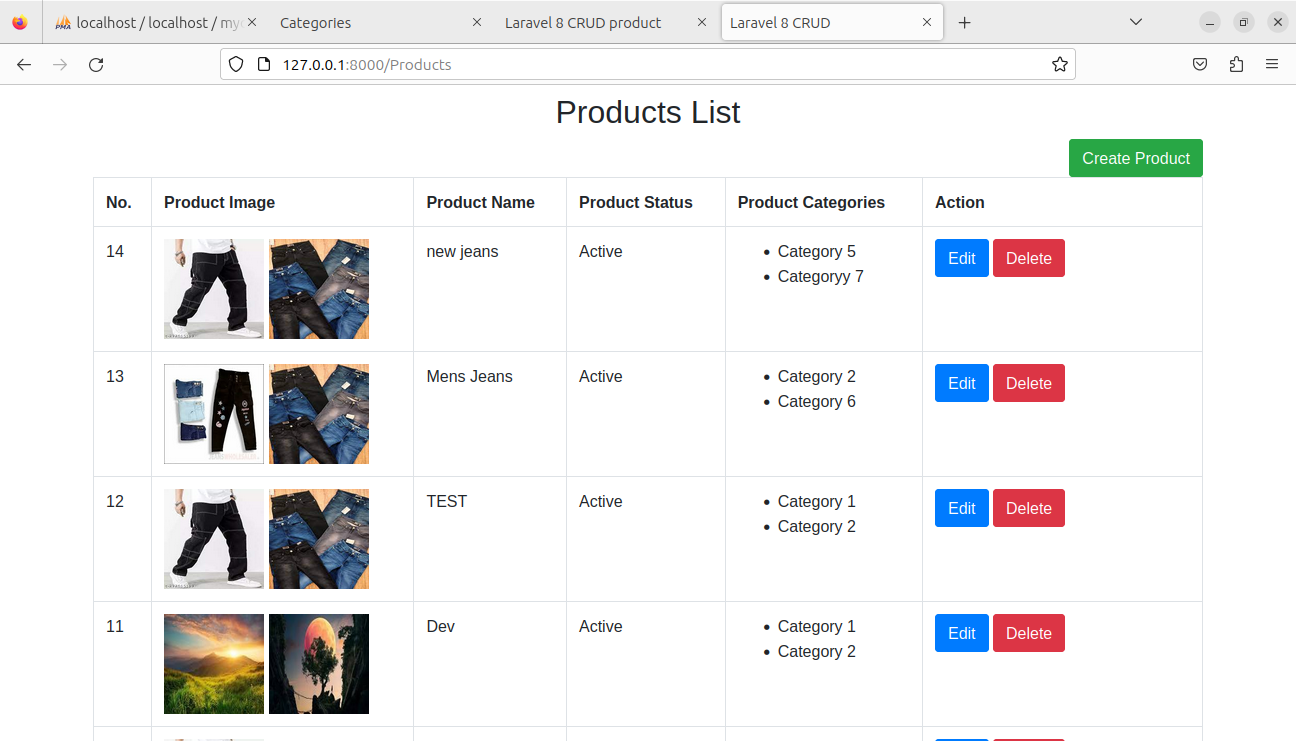 localhost / localhost / my
Categories
Laravel 8 CRUD product
Laravel 8 CRUD
127.0.0.1:8000/Products
Products List
Create Product
No. Product Image Product Name Product Status Product Categories Action
14 new jeans Active Category 5 Edit Delete
Categoryy 7
13 Mens Jeans Active Category 2 Edit Delete
Category 6
12 TEST Active Category 1 Edit Delete
Category 2
11 Dev Active Category 1 Edit Delete
Category 2